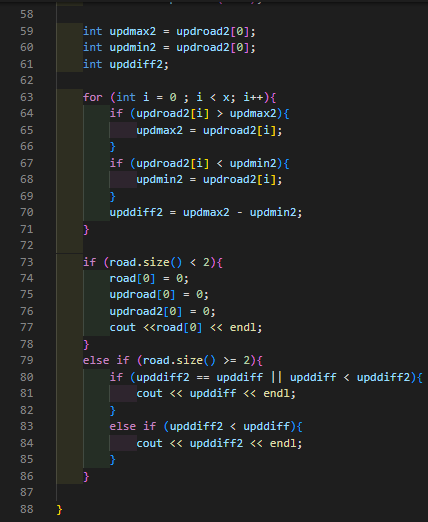 58
59 int updmax2 = updroad2[0];
60 int updmin2 = updroad2[0];
61 int upddiff2;
62
63 for (int i = 0 ; i < x; i++){
64 if (updroad2[i] > updmax2){
65 updmax2 = updroad2[i];
66 }
67 if (updroad2[i] < updmin2){
68 updmin2 = updroad2[i];
69 }
70 upddiff2 = updmax2 - updmin2;
71 }
72
73 if (road.size() < 2){
74 road[0] = 0;
75 updroad[0] = 0;
76 updroad2[0] = 0;
77 cout <<road[0] << endl;
78 }
79 else if (road.size() >= 2){
80 if (upddiff2 == upddiff || upddiff < upddiff2){
81 cout << upddiff << endl;
82 }
83 else if (upddiff2 < upddiff){
84 cout << upddiff2 << endl;
85 }
86 }
87
88 }